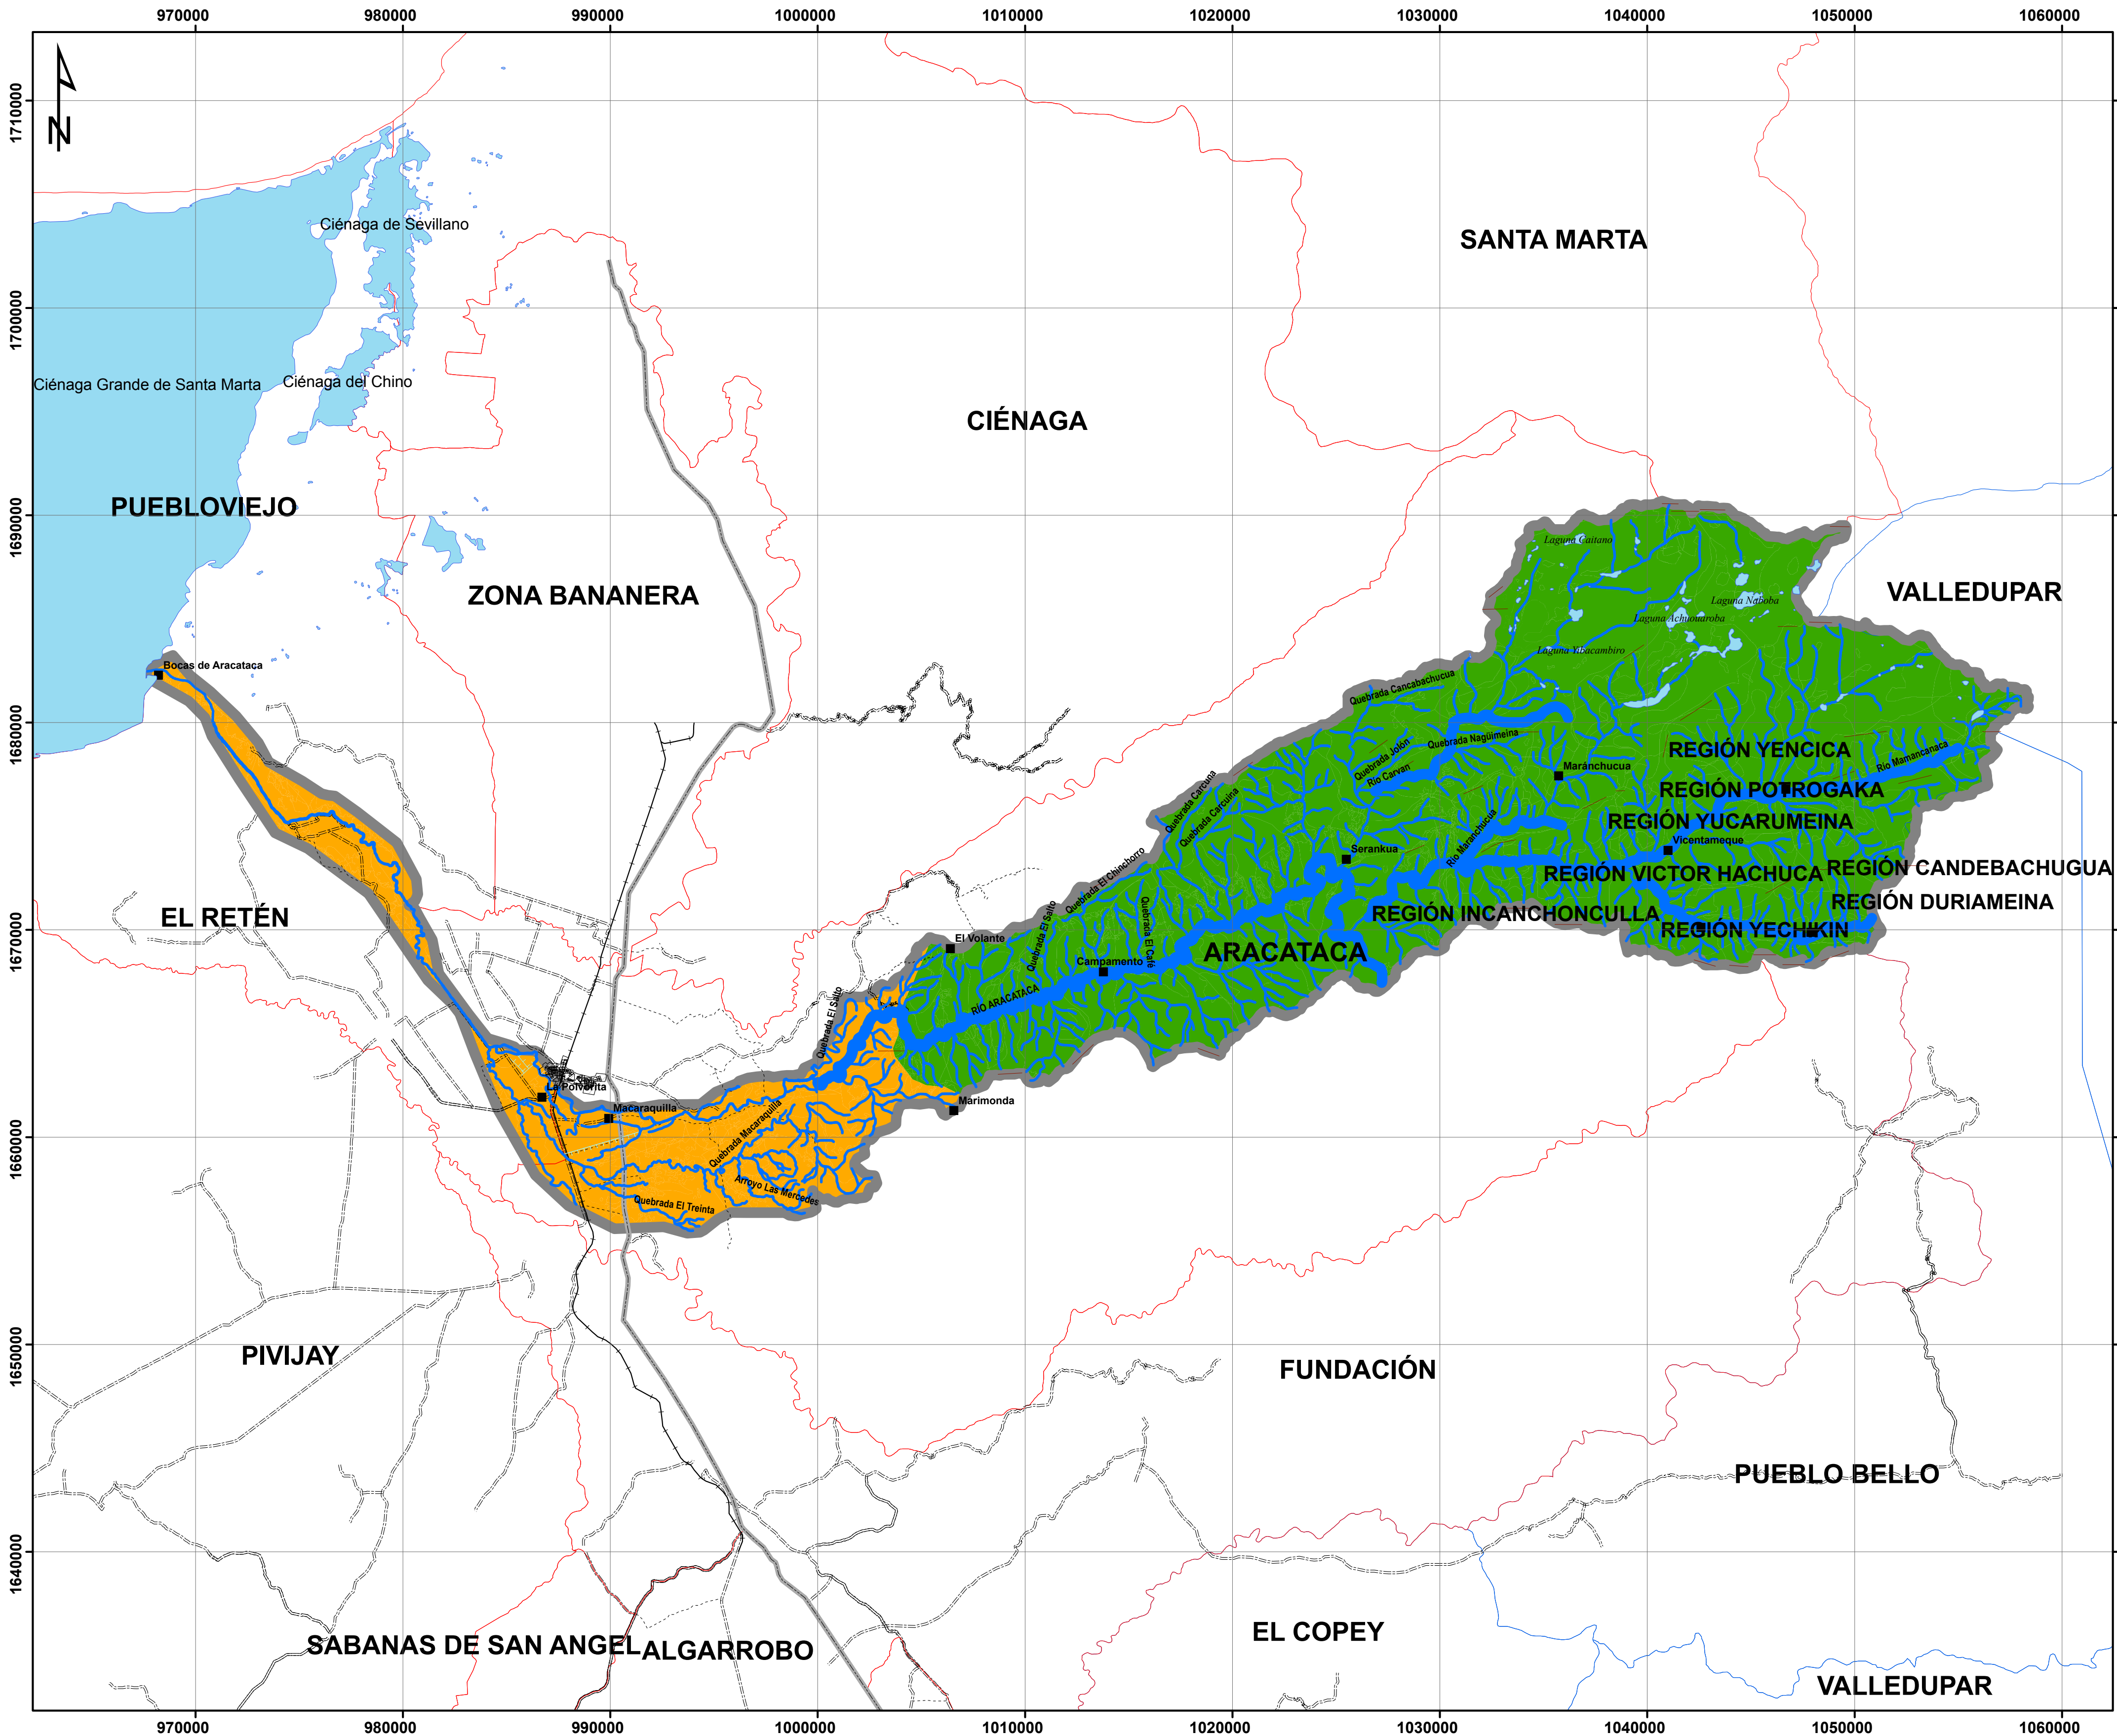 970000 980000 990000 1000000 1010000 1020000 1030000 1040000 1050000 1060000
1710000
N
Ciénaga de Sevillano
SANTA MARTA
1700000
Ciénaga Grande de Santa Marta
Ciénaga del Chino
CIÉNAGA
PUEBLOVIEJO
1690000
Laguna Caitano
ZONA BANANERA
VALLEDUPAR
Laguna Naboba
Laguna Achuouaroba
Laguna Yibacambiro
Bocas de Aracataca
Quebrada Cancabachucua
1680000
Quebrada Nagüimeina
Quebrada Jolón
Río Carvan
REGIÓN YENCICA
Río Mamancanaca
Maránchucua
REGIÓN POTROGAKA
Quebrada Carcuna
Quebrada Carcuina
REGIÓN YUCARUMEINA
Río Maranchucua
Vicentameque
Serankua
Quebrada El Chinchorro
REGIÓN VICTOR HACHUCA
REGIÓN CANDEBACHUGUA
REGIÓN DURIAMEINA
REGIÓN INCANCHONCULLA
EL RETÉN
1670000
REGIÓN YECHIKIN
Quebrada El Salto
Quebrada El Café
El Volante
ARACATACA
Campamento
RÍO ARACATACA
Quebrada El Salto
La Polvorita
Macaraquilla
Marimonda
1660000
Quebrada Macaraquilla
Arroyo Las Mercedes
Quebrada El Treinta
PIVIJAY
1650000
FUNDACIÓN
PUEBLO BELLO
1640000
EL COPEY
SABANAS DE SAN ANGEL
ALGARROBO
VALLEDUPAR
970000 980000 990000 1000000 1010000 1020000 1030000 1040000 1050000 1060000